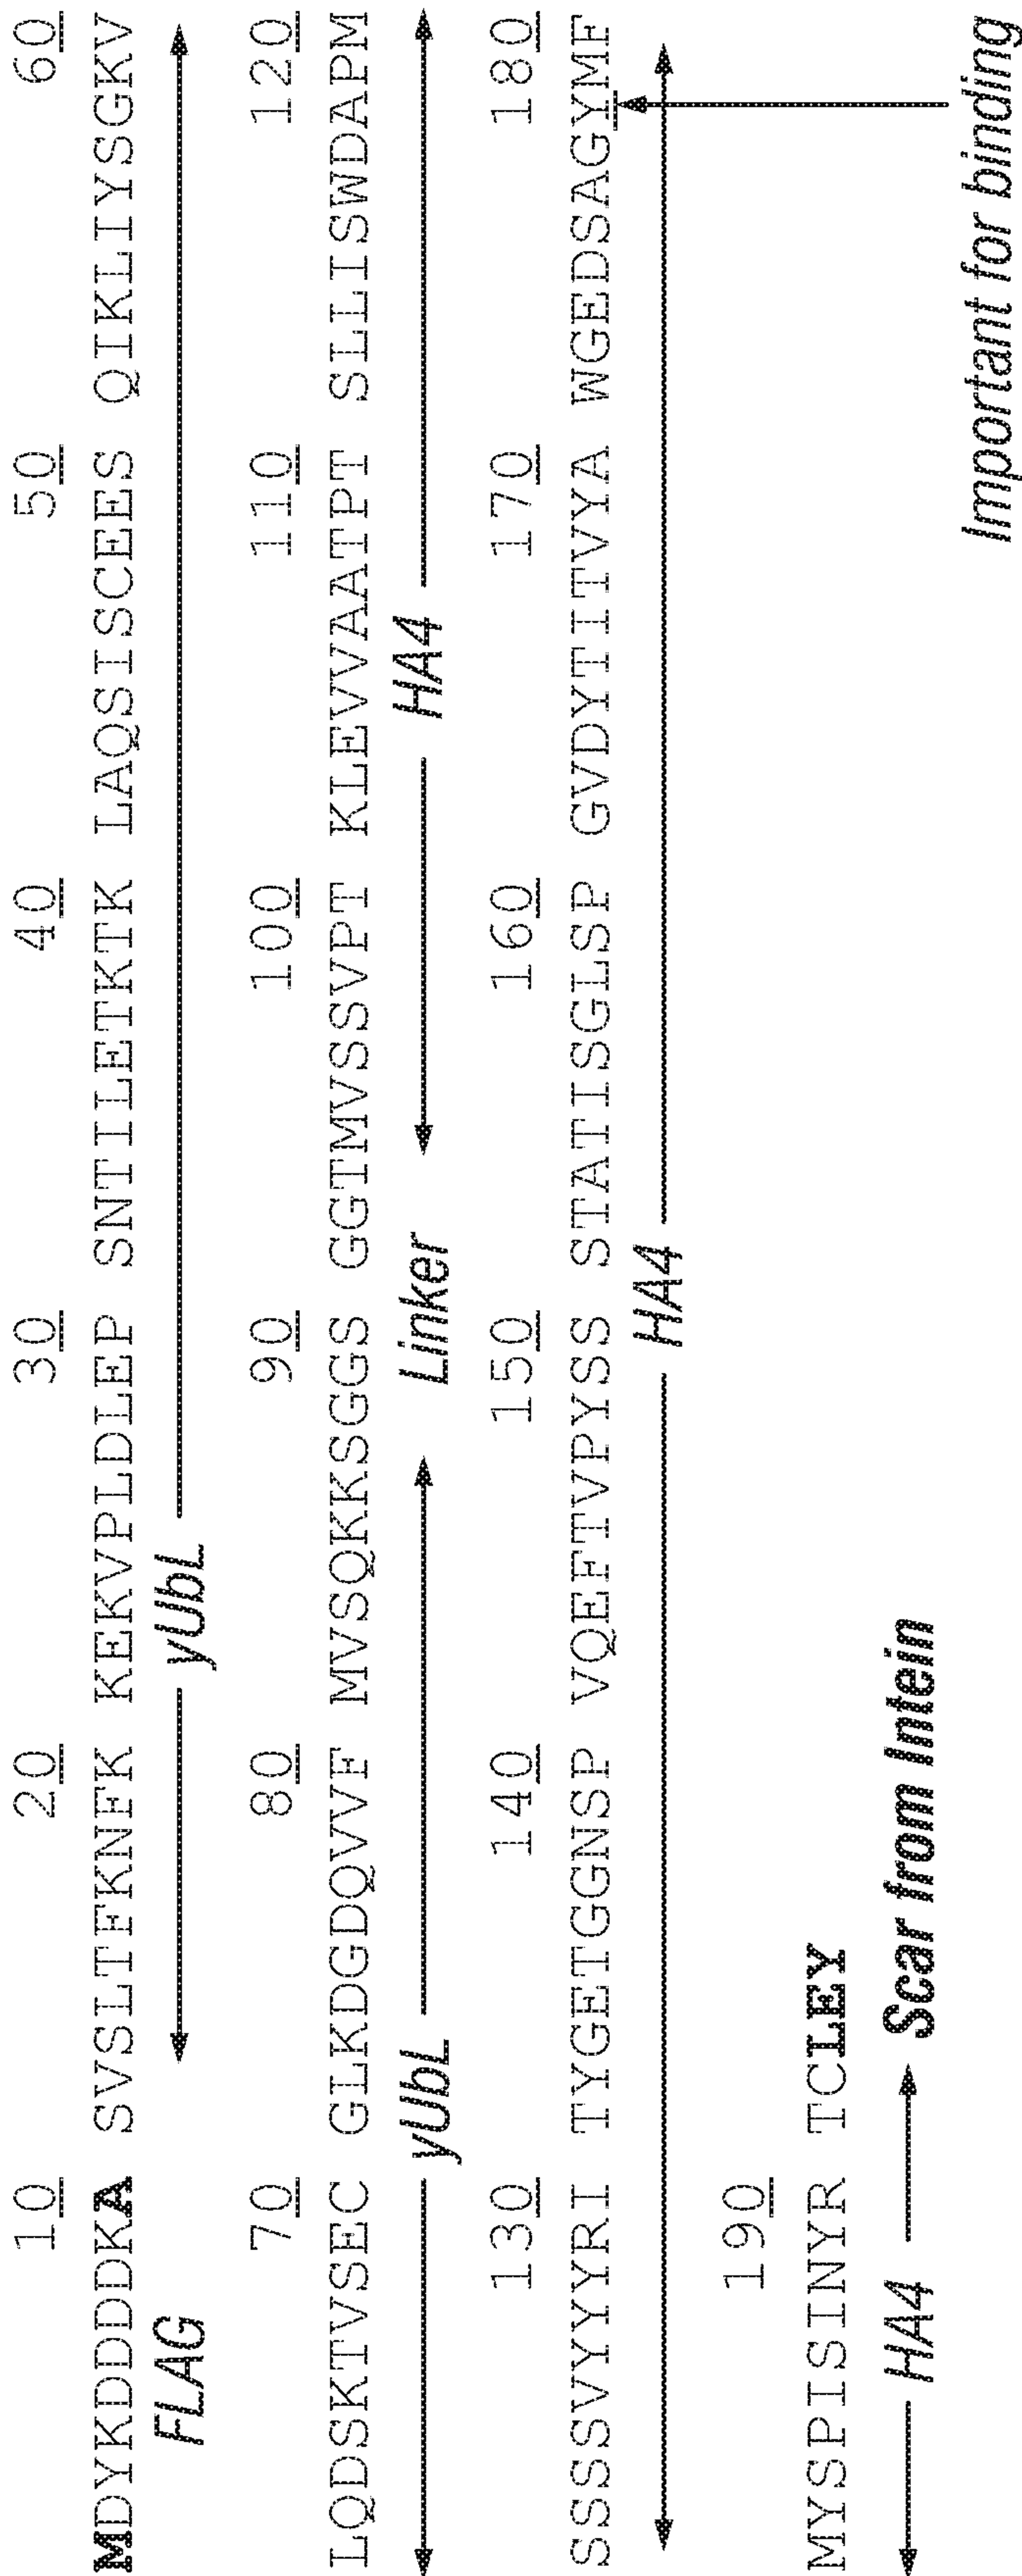 10 20 30 40 50 60
MDYKDDDDKA SVSLTFKNFK KEKVPLDLEP SNTILETKTK LAQSISCEES QIKLIYSGKV
FLAG yUbL
70 80 90 100 110 120
LQDSKTVSEC GLKDGDQVVF MVSQKKSGGS GGTMVSSVPT KLEVVAATPT SLLISWDAPM
yUbL Linker HA4
130 140 150 160 170 180
SSSSVYYYRI TYGETGGNSP VQEFTVPYSS STATISGLSP GVDYTITVYA WGEDSAGYMF
HA4
Important for binding
190
MYSPISINYR TCLEY
HA4 Scar from Intein